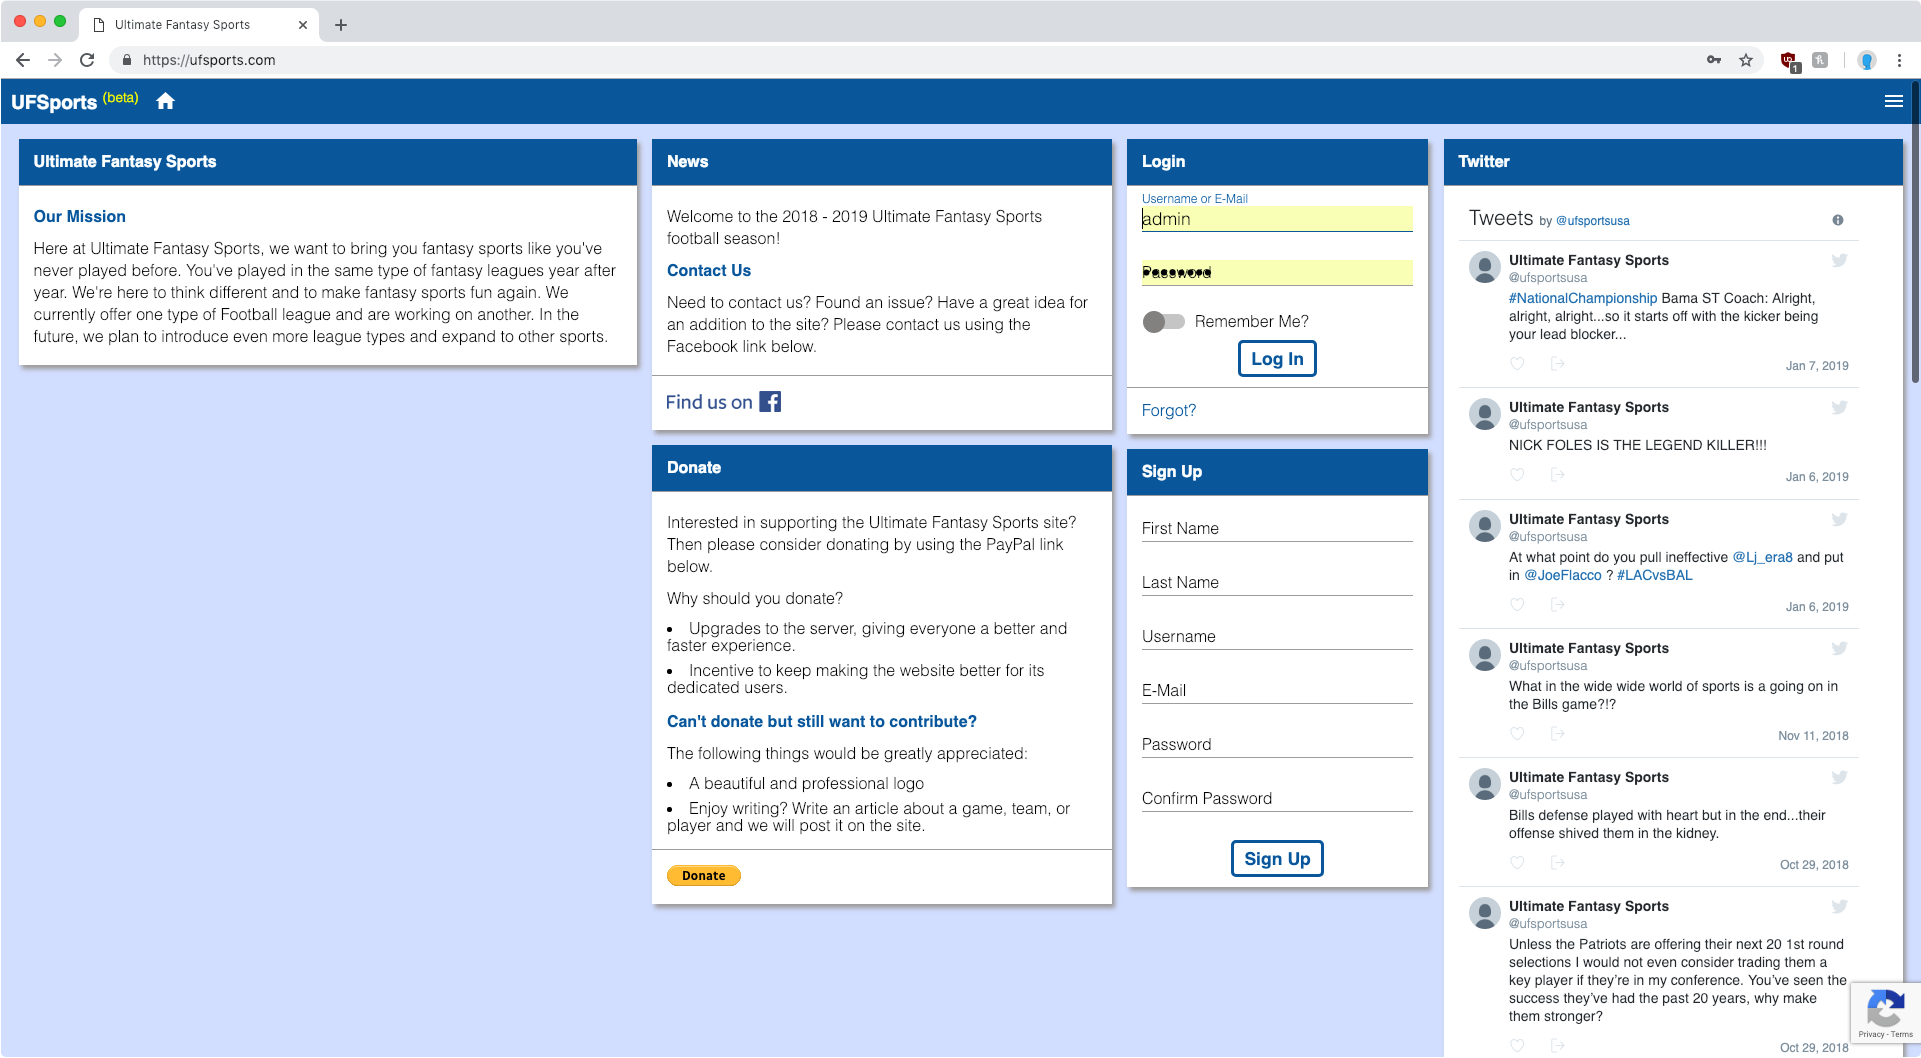 Ultimate Fantasy Sports
https://ufsports.com
1
UFSports (beta)
Ultimate Fantasy Sports
Our Mission
Here at Ultimate Fantasy Sports, we want to bring you fantasy sports like you've
never played before. You've played in the same type of fantasy leagues year after
year. We're here to think different and to make fantasy sports fun again. We
currently offer one type of Football league and are working on another. In the
future, we plan to introduce even more league types and expand to other sports.
News
Welcome to the 2018 - 2019 Ultimate Fantasy Sports
football season!
Contact Us
Need to contact us? Found an issue? Have a great idea for
an addition to the site? Please contact us using the
Facebook link below.
Find us on f
Donate
Interested in supporting the Ultimate Fantasy Sports site?
Then please consider donating by using the PayPal link
below.
Why should you donate?
• Upgrades to the server, giving everyone a better and
faster experience.
• Incentive to keep making the website better for its
dedicated users.
Can't donate but still want to contribute?
The following things would be greatly appreciated:
• A beautiful and professional logo
• Enjoy writing? Write an article about a game, team, or
player and we will post it on the site.
Donate
Login
Username or E-Mail
admin
Password
Remember Me?
Log In
Forgot?
Sign Up
First Name
Last Name
Username
E-Mail
Password
Confirm Password
Sign Up
Twitter
Tweets by @ufsportsusa
Ultimate Fantasy Sports
@ufsportsusa
#NationalChampionship Bama ST Coach: Alright,
alright, alright...so it starts off with the kicker being
your lead blocker...
Jan 7, 2019
Ultimate Fantasy Sports
@ufsportsusa
NICK FOLES IS THE LEGEND KILLER!!!
Jan 6, 2019
Ultimate Fantasy Sports
@ufsportsusa
At what point do you pull ineffective @Lj_era8 and put
in @JoeFlacco ? #LACvsBAL
Jan 6, 2019
Ultimate Fantasy Sports
@ufsportsusa
What in the wide wide world of sports is a going on in
the Bills game?!?
Nov 11, 2018
Ultimate Fantasy Sports
@ufsportsusa
Bills defense played with heart but in the end...their
offense shived them in the kidney.
Oct 29, 2018
Ultimate Fantasy Sports
@ufsportsusa
Unless the Patriots are offering their next 20 1st round
selections I would not even consider trading them a
key player if they're in my conference. You've seen the
success they've had the past 20 years, why make
them stronger?
Oct 29, 2018
Privacy - Terms